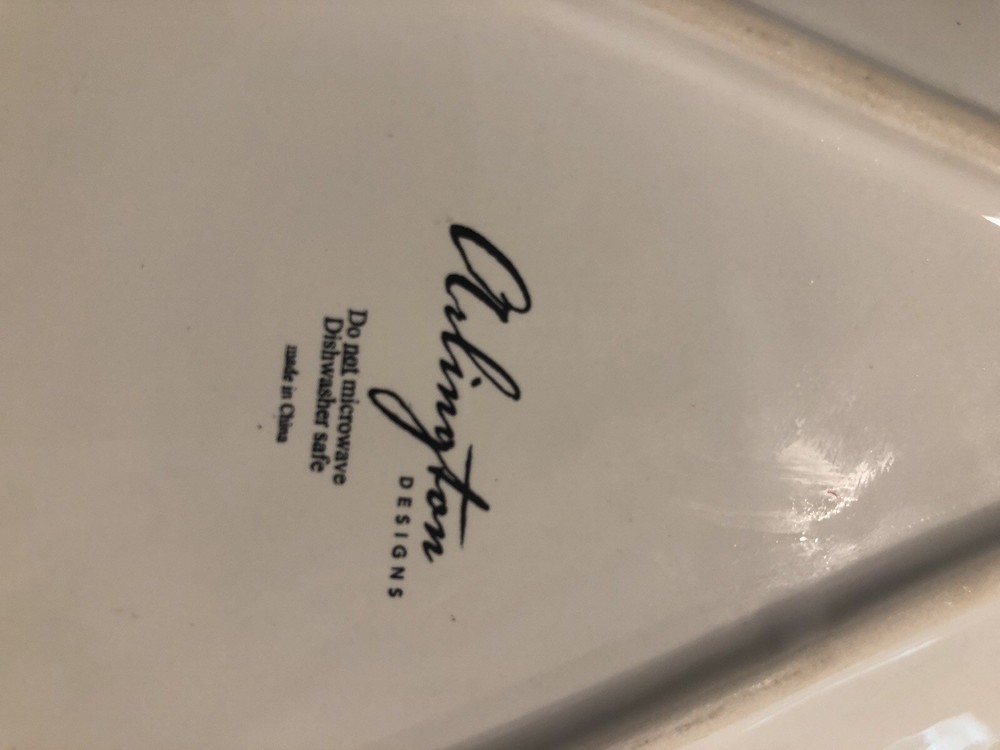 Arlington
DESIGNS
Do not microwave
Dishwasher safe
made in China